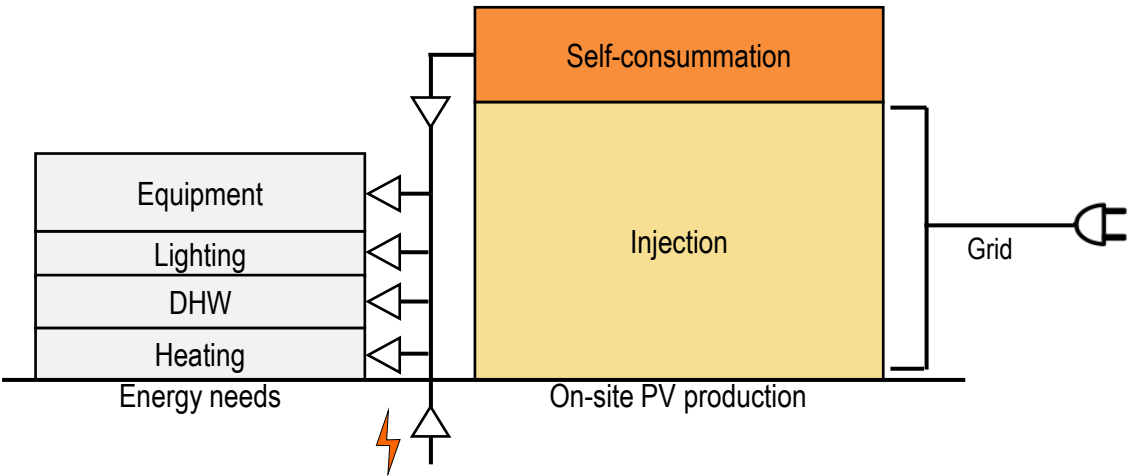 Self-consummation
Equipment
Lighting
DHW
Heating
Injection
Grid
Energy needs
On-site PV production